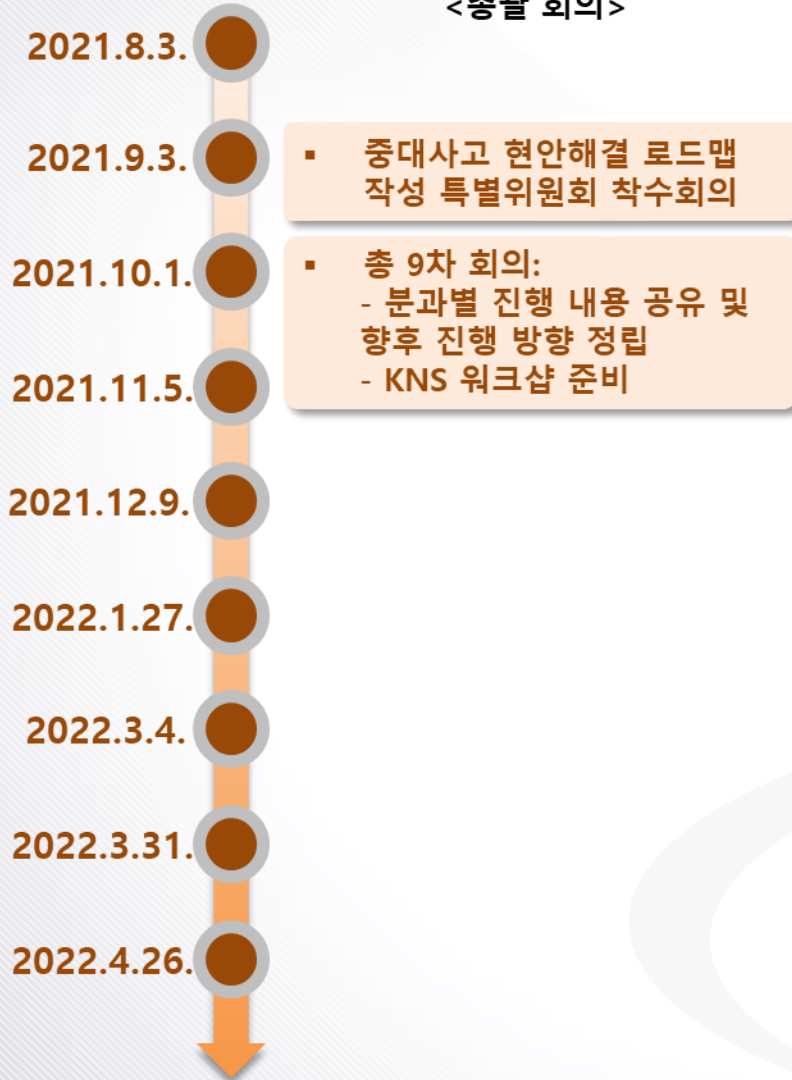 <총괄 회의>
2021.8.3.
2021.9.3.
▪ 중대사고 현안해결 로드맵
작성 특별위원회 착수회의
2021.10.1.
▪ 총 9차 회의:
- 분과별 진행 내용 공유 및
향후 진행 방향 정립
- KNS 워크샵 준비
2021.11.5.
2021.12.9.
2022.1.27.
2022.3.4.
2022.3.31.
2022.4.26.